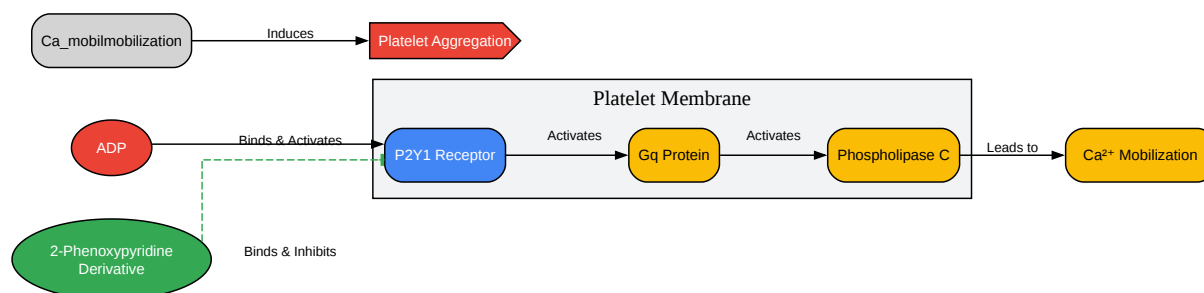 Ca_mobilmobilization
Induces
Platelet Aggregation
Platelet Membrane
ADP
Binds & Activates
P2Y1 Receptor
Activates
Gq Protein
Activates
Phospholipase C
Leads to
Ca²⁺ Mobilization
2-Phenoxypyridine
Derivative
Binds & Inhibits